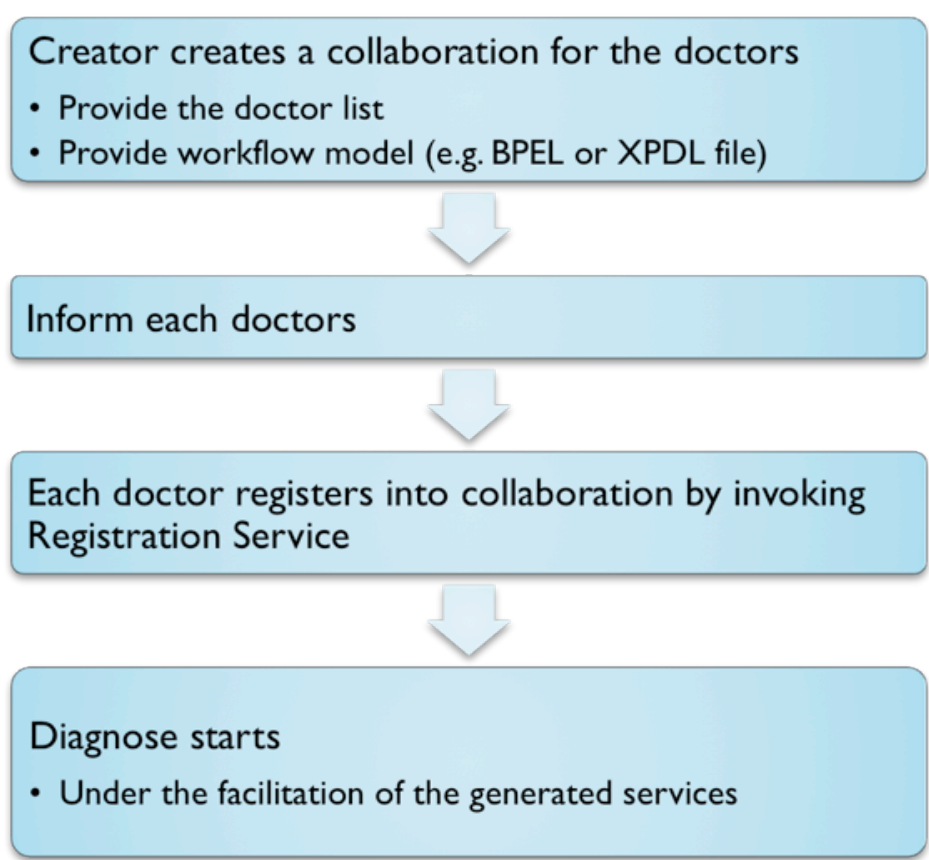 Creator creates a collaboration for the doctors
• Provide the doctor list
• Provide workflow model (e.g. BPEL or XPDL file)
Inform each doctors
Each doctor registers into collaboration by invoking
Registration Service
Diagnose starts
• Under the facilitation of the generated services